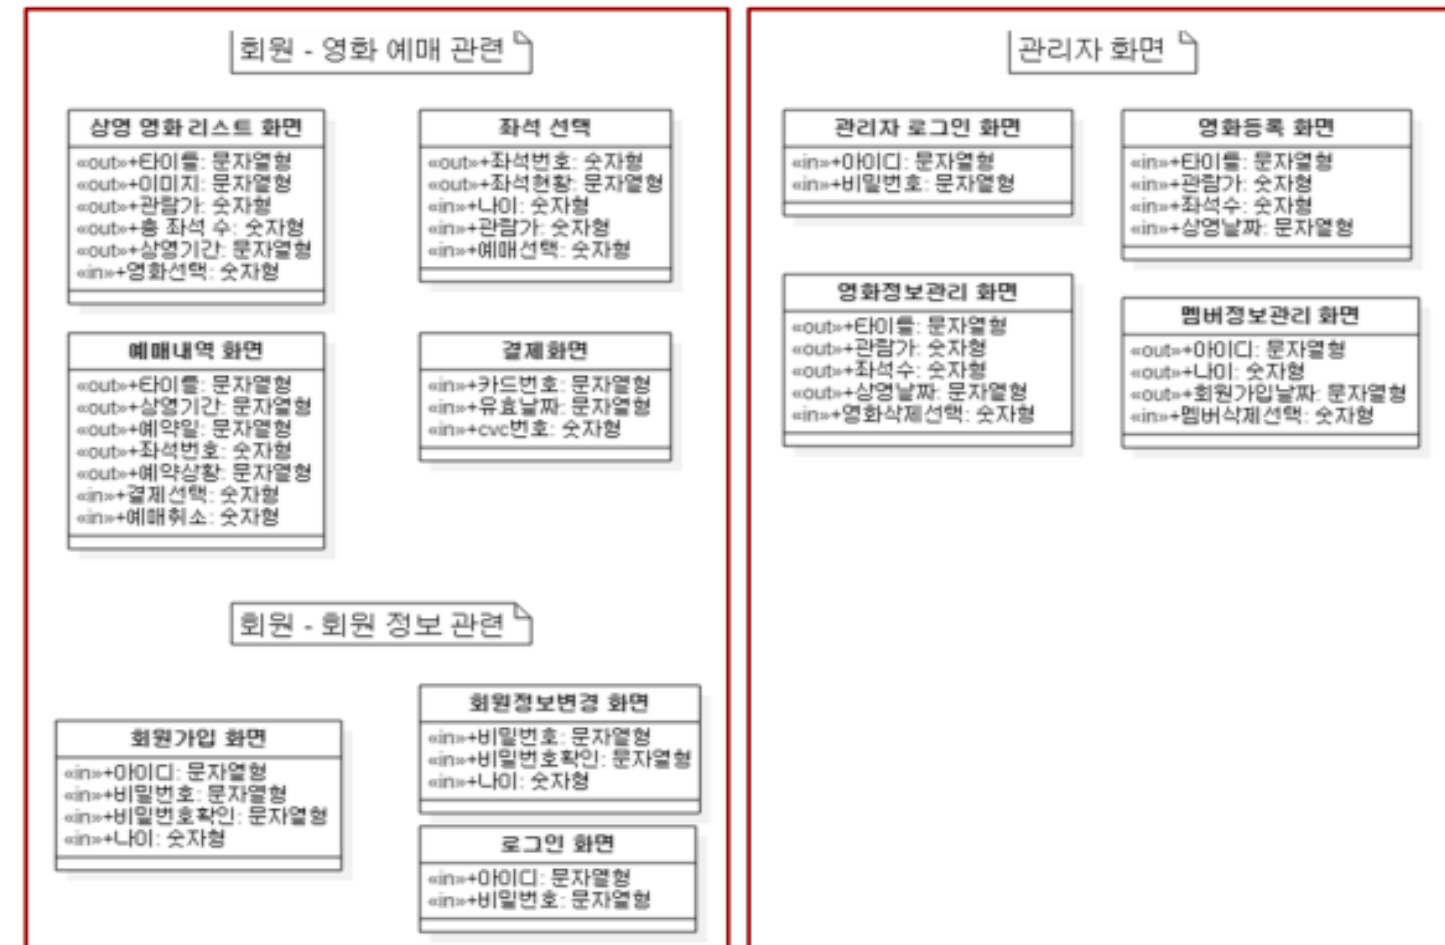 회원 - 영화 예매 관련
상영 영화 리스트 화면
«out»+타이틀: 문자열형
«out»+이미지: 문자열형
«out»+관람가: 숫자형
«out»+총 좌석 수: 숫자형
«out»+상영기간: 문자열형
«in»+영화선택: 숫자형
좌석 선택
«out»+좌석번호: 숫자형
«out»+좌석현황: 문자열형
«in»+나이: 숫자형
«in»+관람가: 숫자형
«in»+예매선택: 숫자형
예매내역 화면
«out»+타이틀: 문자열형
«out»+상영기간: 문자열형
«out»+예약일: 문자열형
«out»+좌석번호: 숫자형
«out»+예약상황: 문자열형
«in»+결제선택: 숫자형
«in»+예매취소: 숫자형
결제화면
«in»+카드번호: 문자열형
«in»+유효날짜: 문자열형
«in»+cvc번호: 숫자형
회원 - 회원 정보 관련
회원가입 화면
«in»+아이디: 문자열형
«in»+비밀번호: 문자열형
«in»+비밀번호확인: 문자열형
«in»+나이: 숫자형
회원정보변경 화면
«in»+비밀번호: 문자열형
«in»+비밀번호확인: 문자열형
«in»+나이: 숫자형
로그인 화면
«in»+아이디: 문자열형
«in»+비밀번호: 문자열형
관리자 화면
관리자 로그인 화면
«in»+아이디: 문자열형
«in»+비밀번호: 문자열형
영화등록 화면
«in»+타이틀: 문자열형
«in»+관람가: 숫자형
«in»+좌석수: 숫자형
«in»+상영날짜: 문자열형
영화정보관리 화면
«out»+타이틀: 문자열형
«out»+관람가: 숫자형
«out»+좌석수: 숫자형
«out»+상영날짜: 문자열형
«in»+영화삭제선택: 숫자형
멤버정보관리 화면
«out»+아이디: 문자열형
«out»+나이: 숫자형
«out»+회원가입날짜: 문자열형
«in»+멤버삭제선택: 숫자형